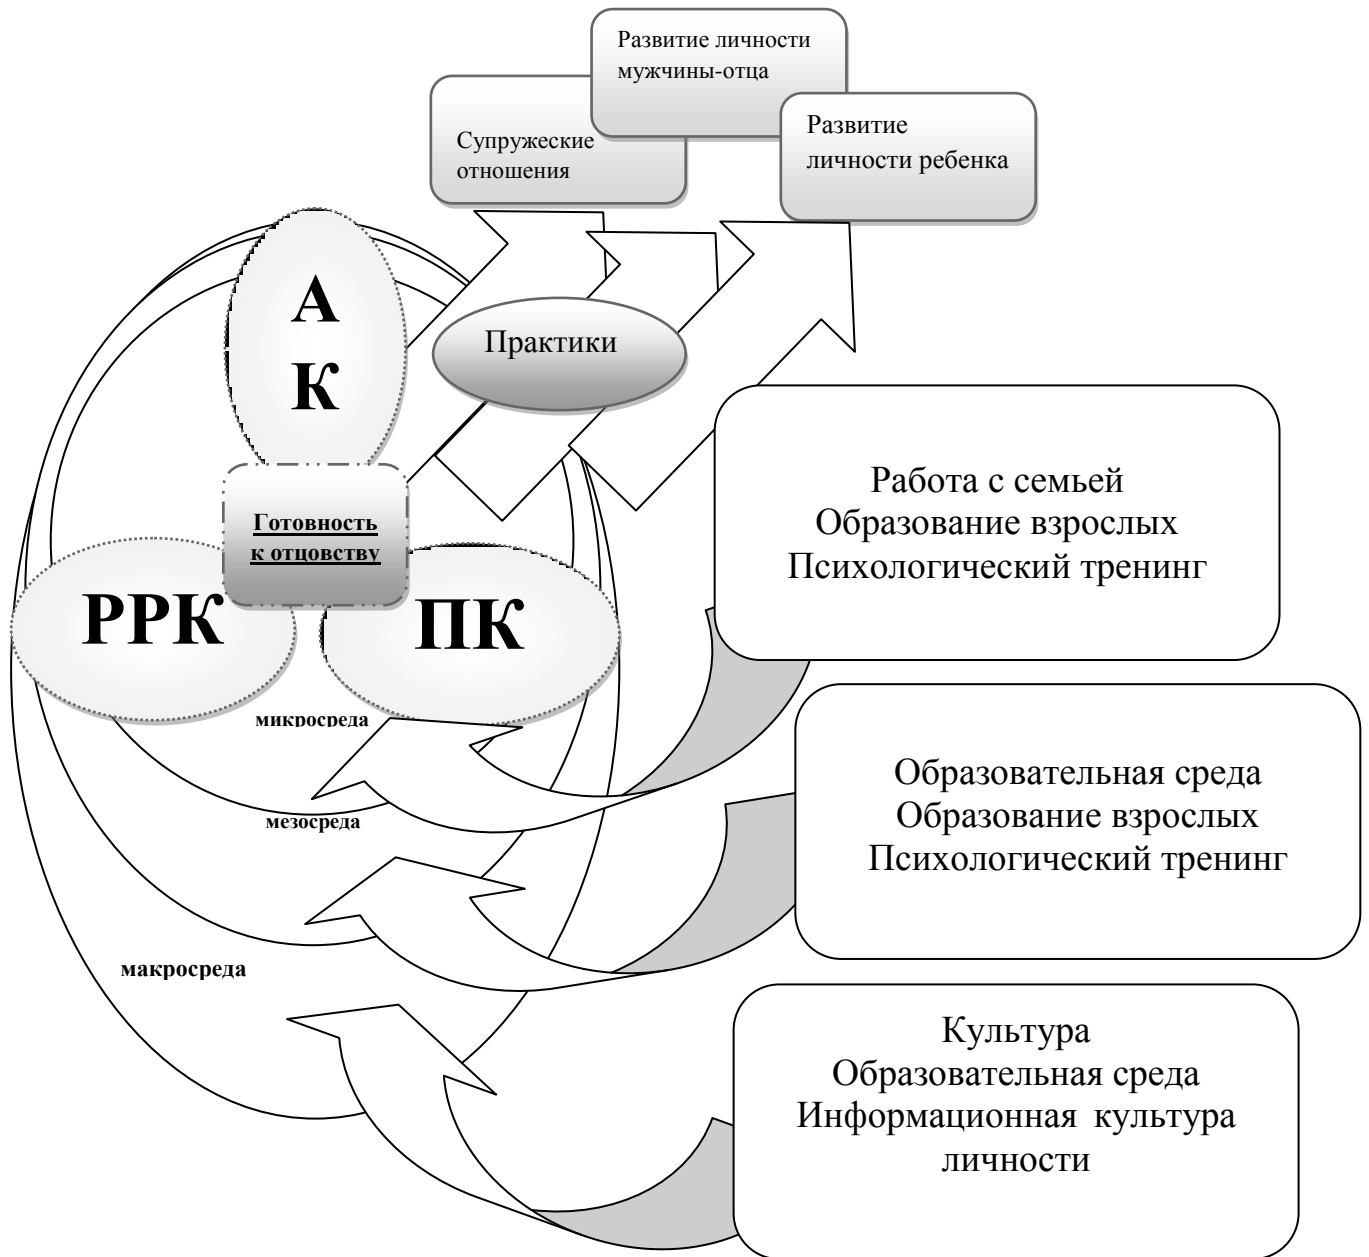 Развитие личности
мужчины-отца
Супружеские
отношения
Развитие
личности ребенка
А
К
Практики
Готовность
к отцовству
РРК
ПК
микросреда
мезосреда
макросреда
Работа с семьей
Образование взрослых
Психологический тренинг
Образовательная среда
Образование взрослых
Психологический тренинг
Культура
Образовательная среда
Информационная культура
личности